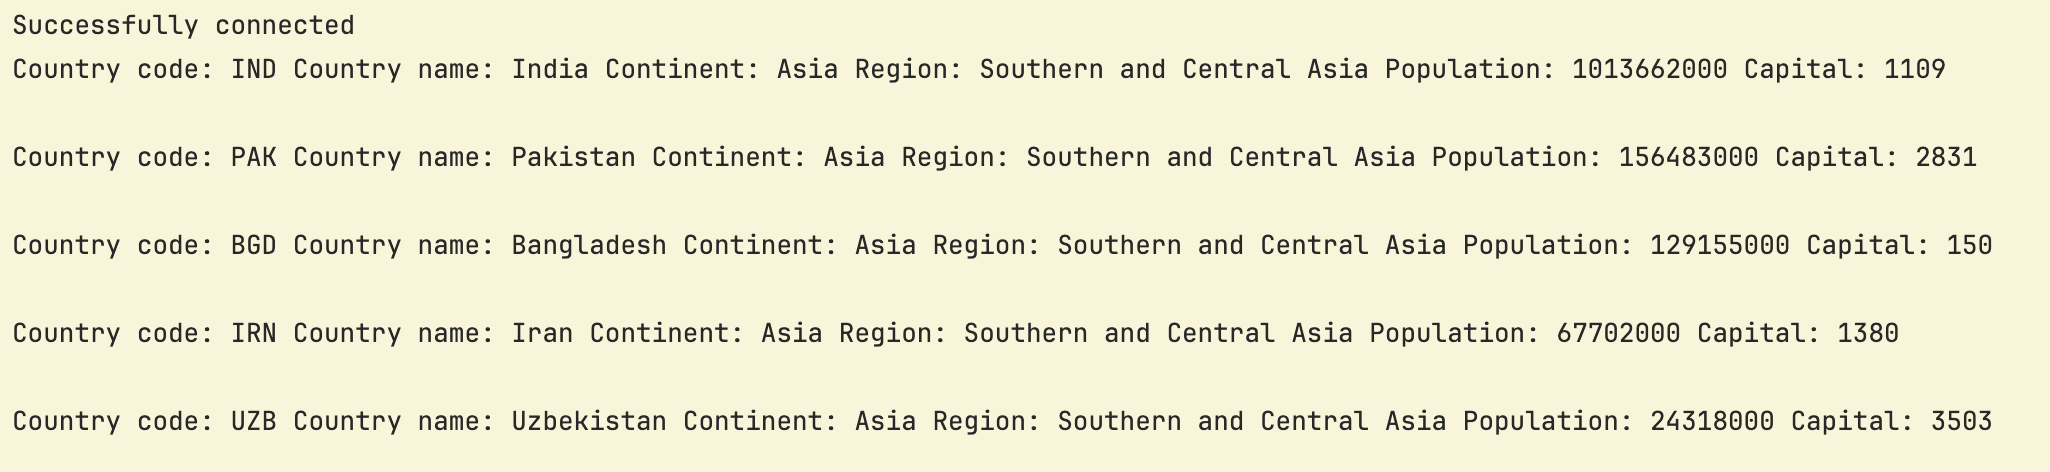 Successfully connected
Country code: IND Country name: India Continent: Asia Region: Southern and Central Asia Population: 1013662000 Capital: 1109
Country code: PAK Country name: Pakistan Continent: Asia Region: Southern and Central Asia Population: 156483000 Capital: 2831
Country code: BGD Country name: Bangladesh Continent: Asia Region: Southern and Central Asia Population: 129155000 Capital: 150
Country code: IRN Country name: Iran Continent: Asia Region: Southern and Central Asia Population: 67702000 Capital: 1380
Country code: UZB Country name: Uzbekistan Continent: Asia Region: Southern and Central Asia Population: 24318000 Capital: 3503